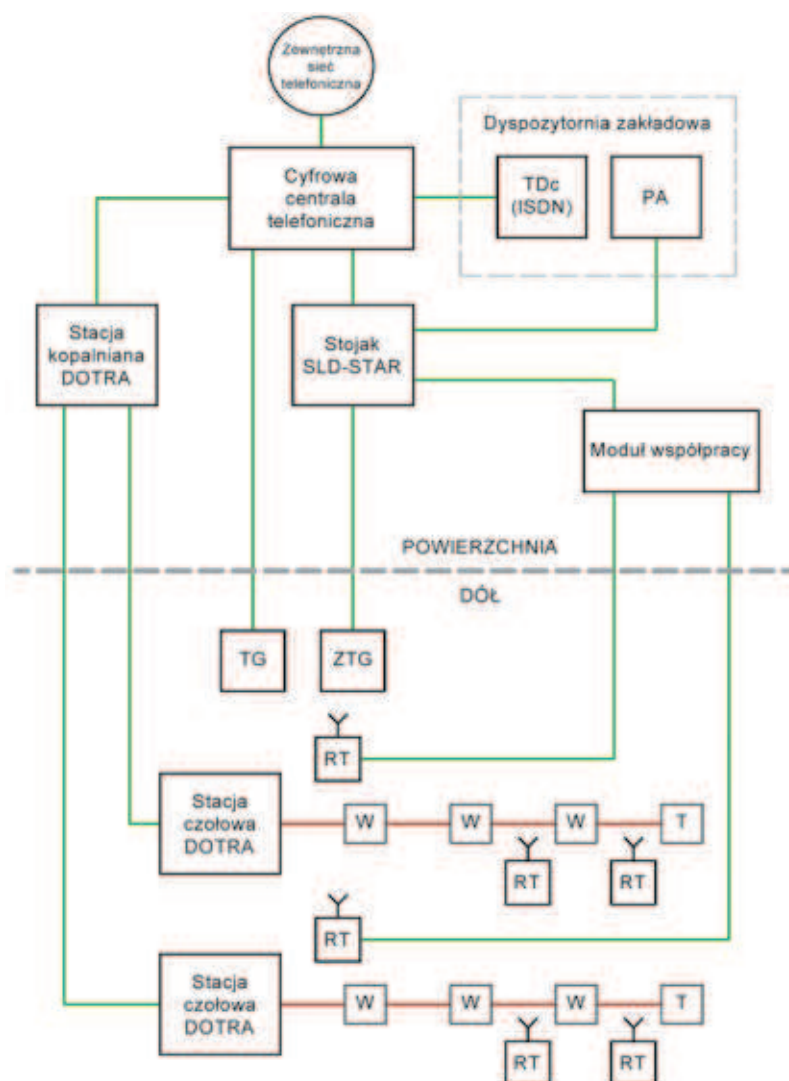 Zewnętrzna
sieć
telefoniczna
Dyspozytornia zakładowa
Cyfrowa
centrala
telefoniczna
TDc
(ISDN)
PA
Stacja
kopalniana
DOTRA
Stojak
SLD-STAR
Moduł współpracy
POWIERZCHNIA
DÓŁ
TG
ZTG
RT
Stacja
czołowa
DOTRA
W
W
W
T
RT
RT
RT
Stacja
czołowa
DOTRA
W
W
W
T
RT
RT